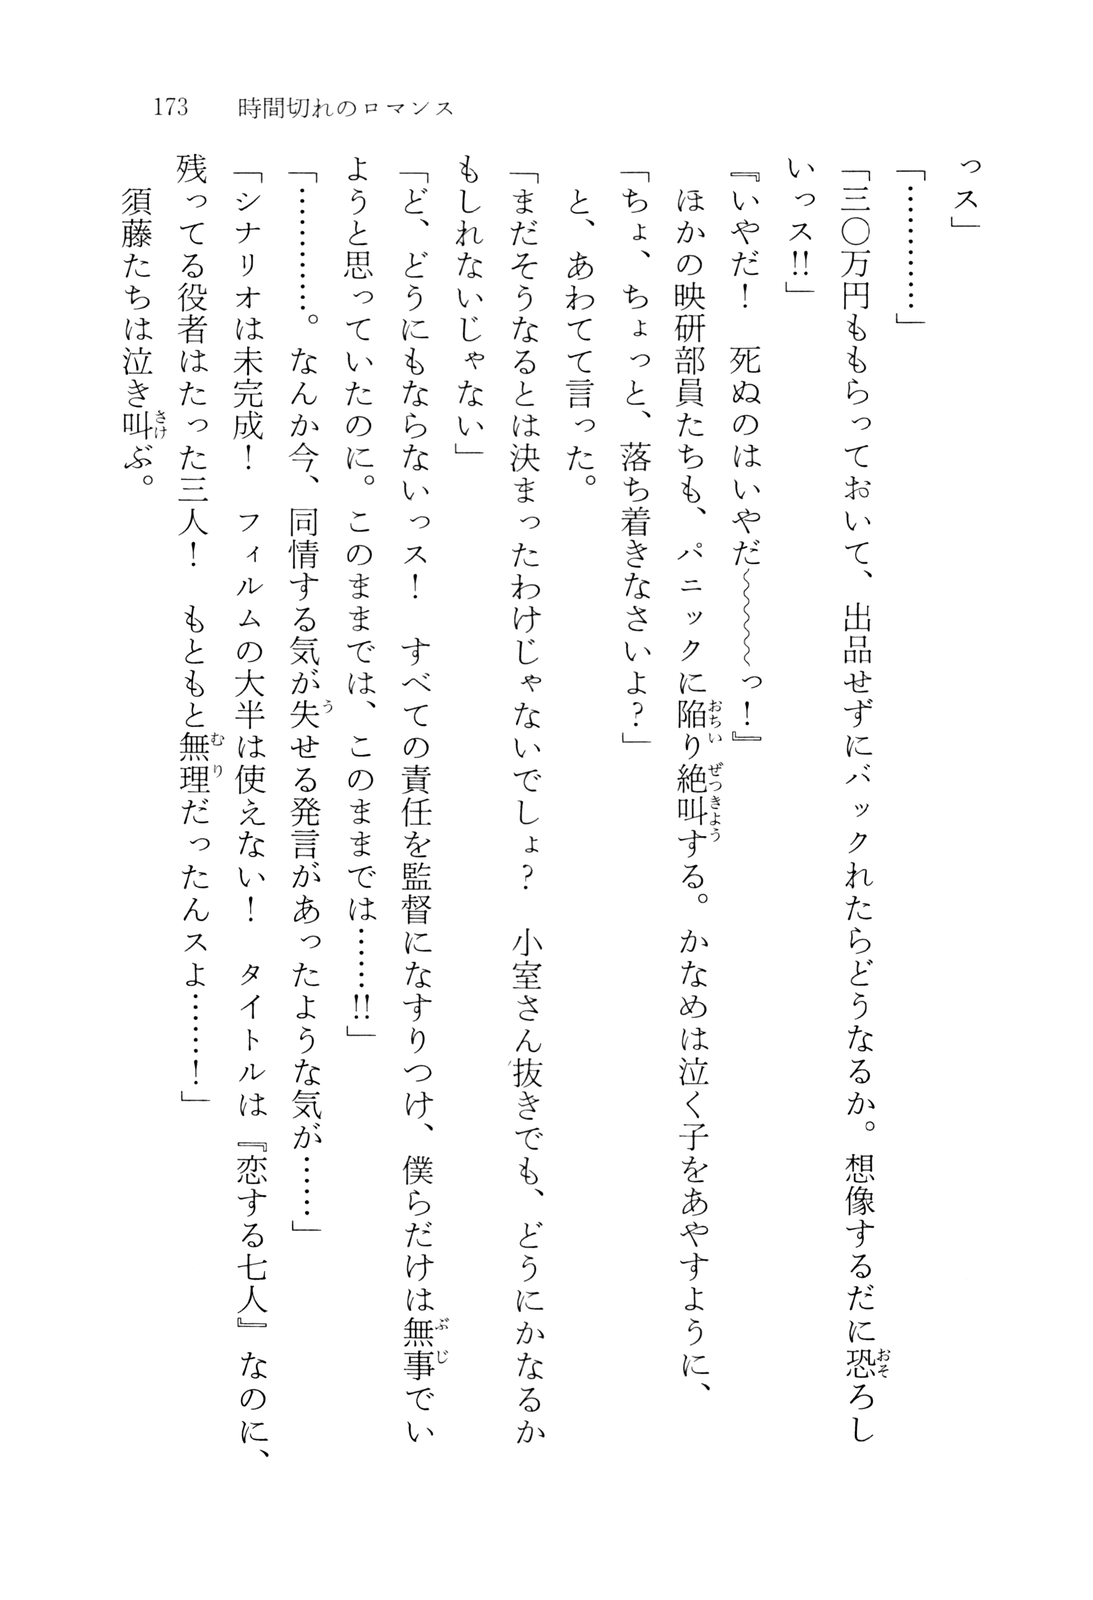 173　時間切れのロマンス
っス」
「…………」
「三〇万円ももらっておいて、出品せずにバックれたらどうなるか。想像するだに恐ろし
いっス!!」
『いやだ！　死ぬのはいやだ〜〜〜〜〜っ！』
　ほかの映研部員たちも、パニックに陥り絶叫する。かなめは泣く子をあやすように、
「ちょ、ちょっと、落ち着きなさいよ？」
　と、あわてて言った。
「まだそうなるとは決まったわけじゃないでしょ？　小室さん抜きでも、どうにかなるか
もしれないじゃない」
「ど、どうにもならないっス！　すべての責任を監督になすりつけ、僕らだけは無事でい
ようと思っていたのに。このままでは、このままでは……!!」
「…………。なんか今、同情する気が失せる発言があったような気が……」
「シナリオは未完成！　フィルムの大半は使えない！　タイトルは『恋する七人』なのに、
残ってる役者はたった三人！　もともと無理だったんスよ……！」
　須藤たちは泣き叫ぶ。